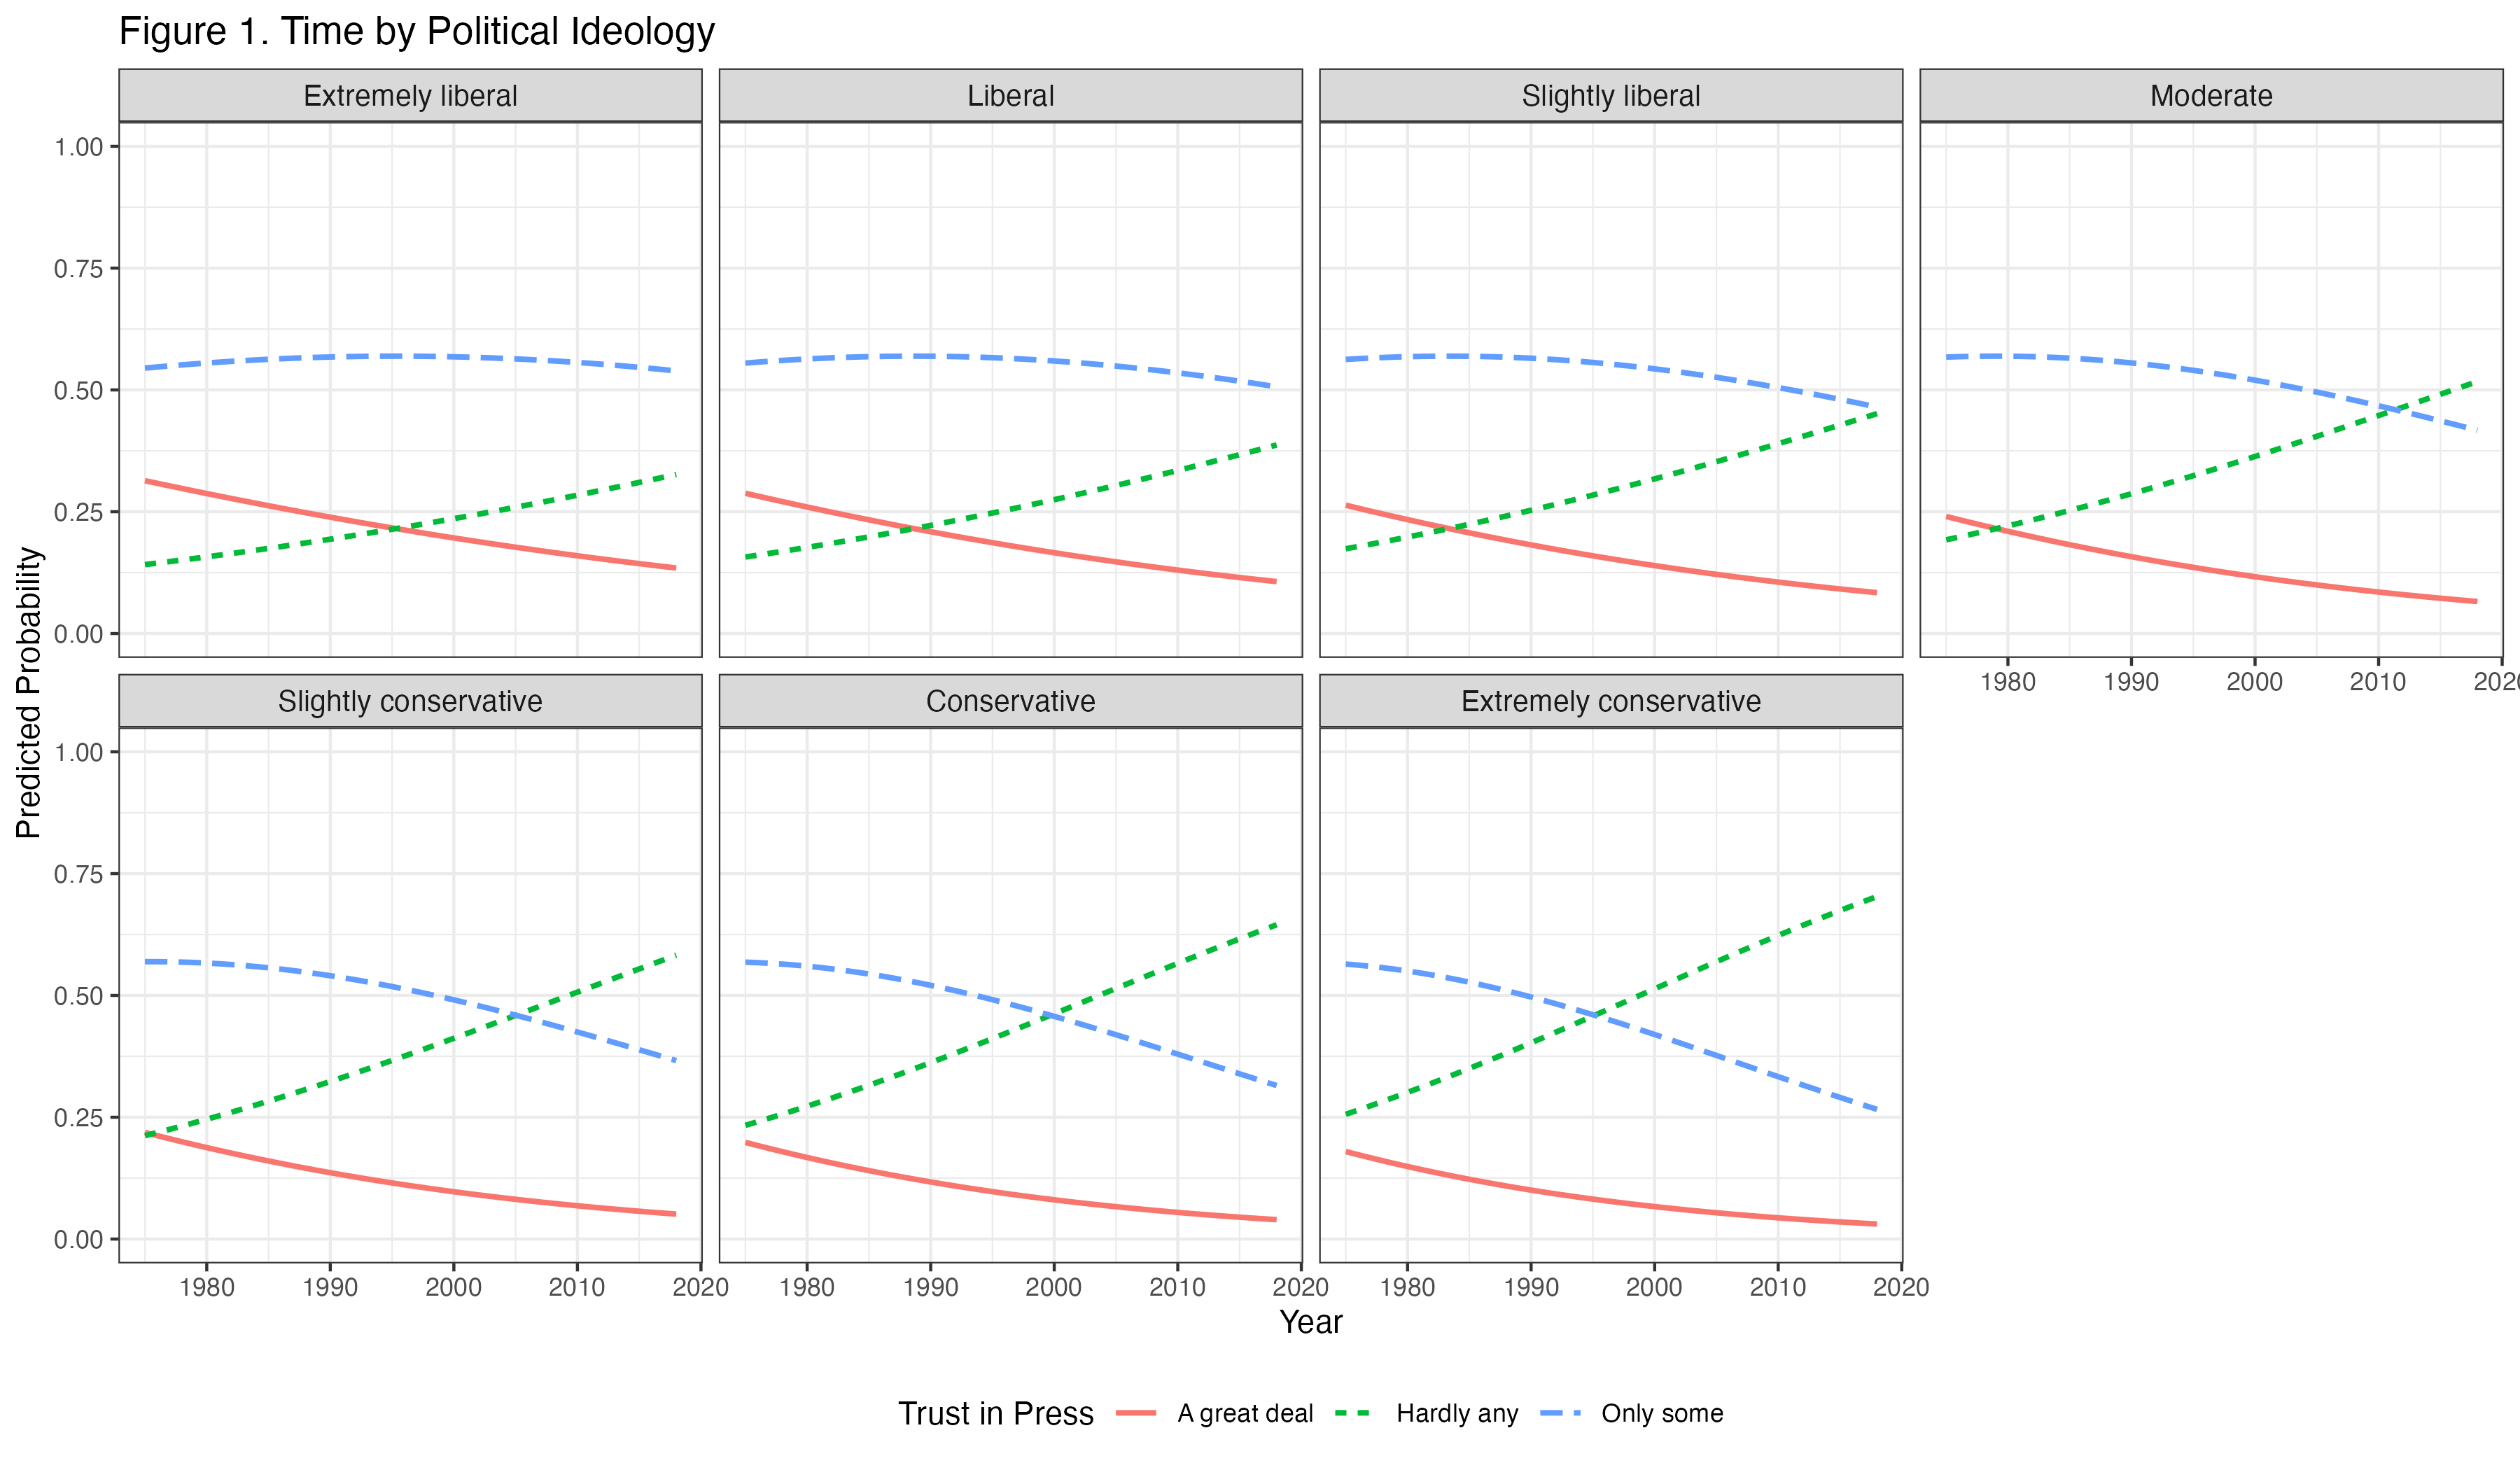 Figure 1. Time by Political Ideology
Extremely liberal
Liberal
Slightly liberal
Moderate
1.00
0.75
0.50
0.25
0.00
1980
1990
2000
2010
2020
Predicted Probability
Slightly conservative
Conservative
Extremely conservative
1.00
0.75
0.50
0.25
0.00
1980
1990
2000
2010
2020
1980
1990
2000
2010
2020
1980
1990
2000
2010
2020
Year
Trust in Press
A great deal
Hardly any
Only some